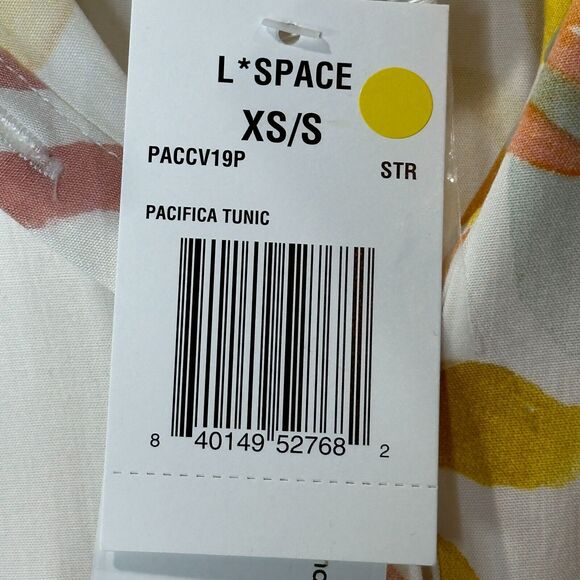 L*SPACE
XS/S
PACCV19P STR
PACIFICA TUNIC
8 40149 52768 2